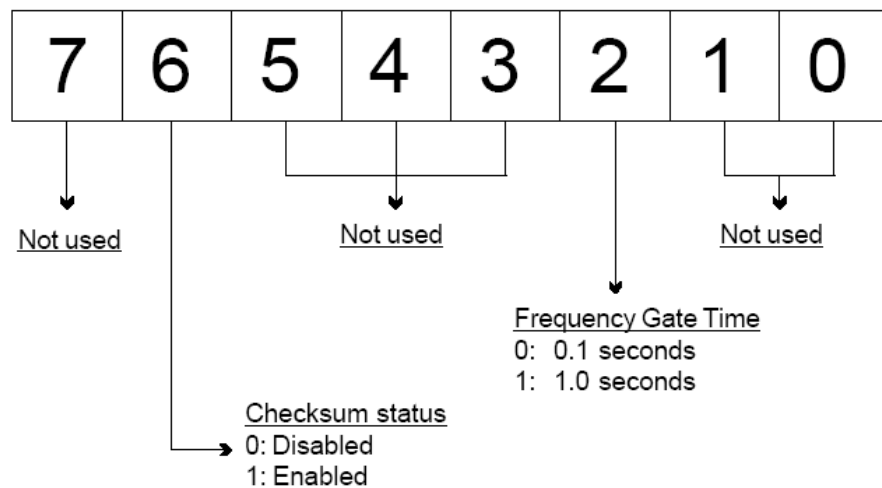 7 6 5 4 3 2 1 0
Not used
Not used
Not used
Frequency Gate Time
0: 0.1 seconds
1: 1.0 seconds
Checksum status
0: Disabled
1: Enabled